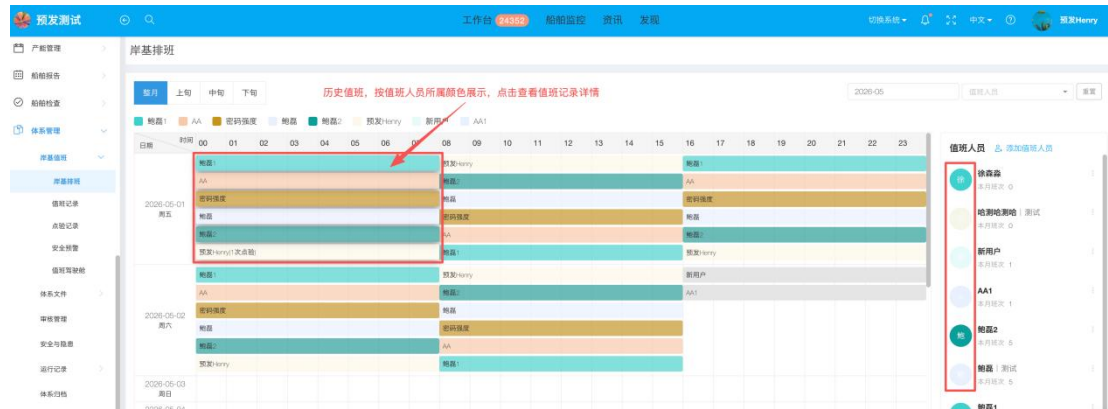 预发测试
工作台 24352 船舶监控 资讯 发现
切换系统 中文 预发Henry
产能管理
船舶报告
船舶检查
体系管理
岸基值班
岸基排班
值班记录
点验记录
安全预警
值班驾驶舱
体系文件
审核管理
安全与隐患
运行记录
体系归档
岸基排班
整月 上旬 中旬 下旬
历史值班，按值班人员所属颜色展示，点击查看值班记录详情
2026-05 值班人员 重置
鲍磊1 AA 密码强度 鲍磊 鲍磊2 预发Henry 新用户 AA1
日期 时间 00 01 02 03 04 05 06 07 08 09 10 11 12 13 14 15 16 17 18 19 20 21 22 23
2026-05-01
周五
鲍磊1 预发Henry 鲍磊1
AA 鲍磊2 AA
密码强度 鲍磊 密码强度
鲍磊 密码强度 鲍磊
鲍磊2 AA 鲍磊2
预发Henry(1次点验) 鲍磊1 预发Henry
2026-05-02
周六
鲍磊1 预发Henry 新用户
AA 鲍磊2 AA1
密码强度 鲍磊
鲍磊 密码强度
鲍磊2 AA
预发Henry 鲍磊1
2026-05-03
周日
2026-05-04
值班人员 添加值班人员
徐 徐森淼
本月班次 0
哈测哈测哈 | 测试
本月班次 0
新用户
本月班次 1
AA1
本月班次 1
鲍 鲍磊2
本月班次 5
鲍磊 | 测试
本月班次 5
鲍磊1